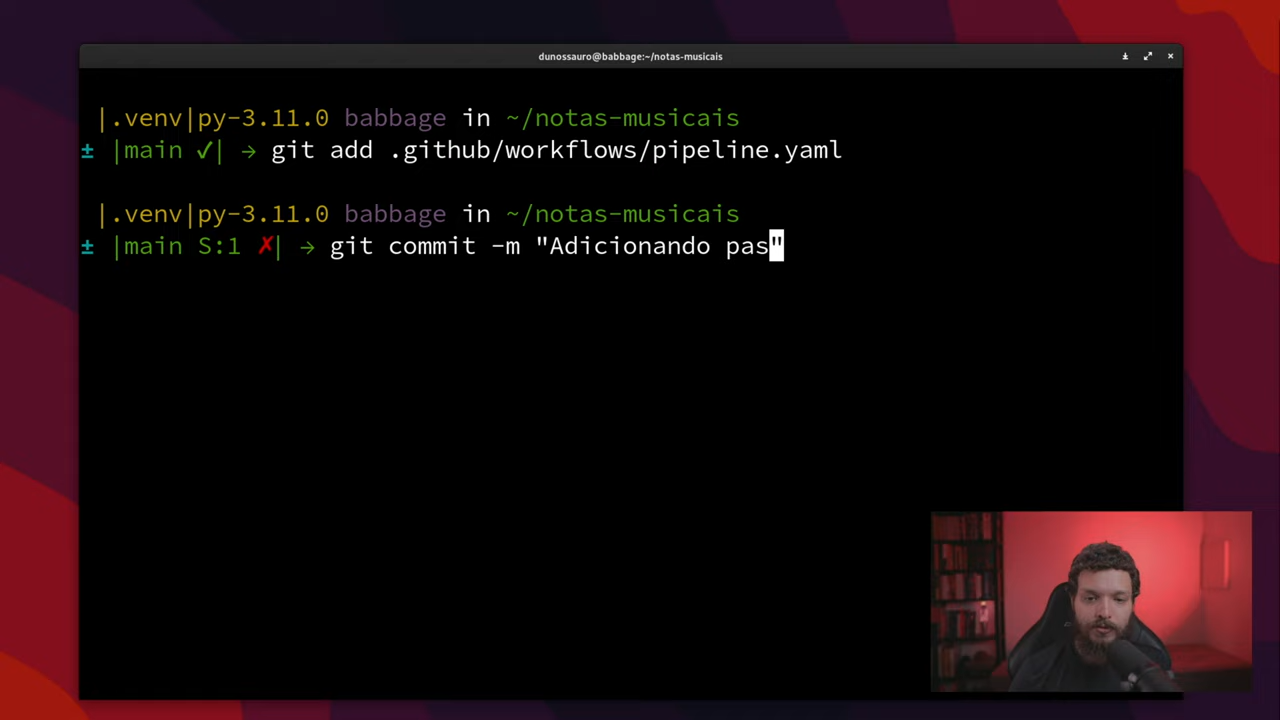 dunossauro@babbage:~/notas-musicais
|.venv|py-3.11.0 babbage in ~/notas-musicais
± |main ✓| → git add .github/workflows/pipeline.yaml
|.venv|py-3.11.0 babbage in ~/notas-musicais
± |main S:1 ✗| → git commit -m "Adicionando pas"